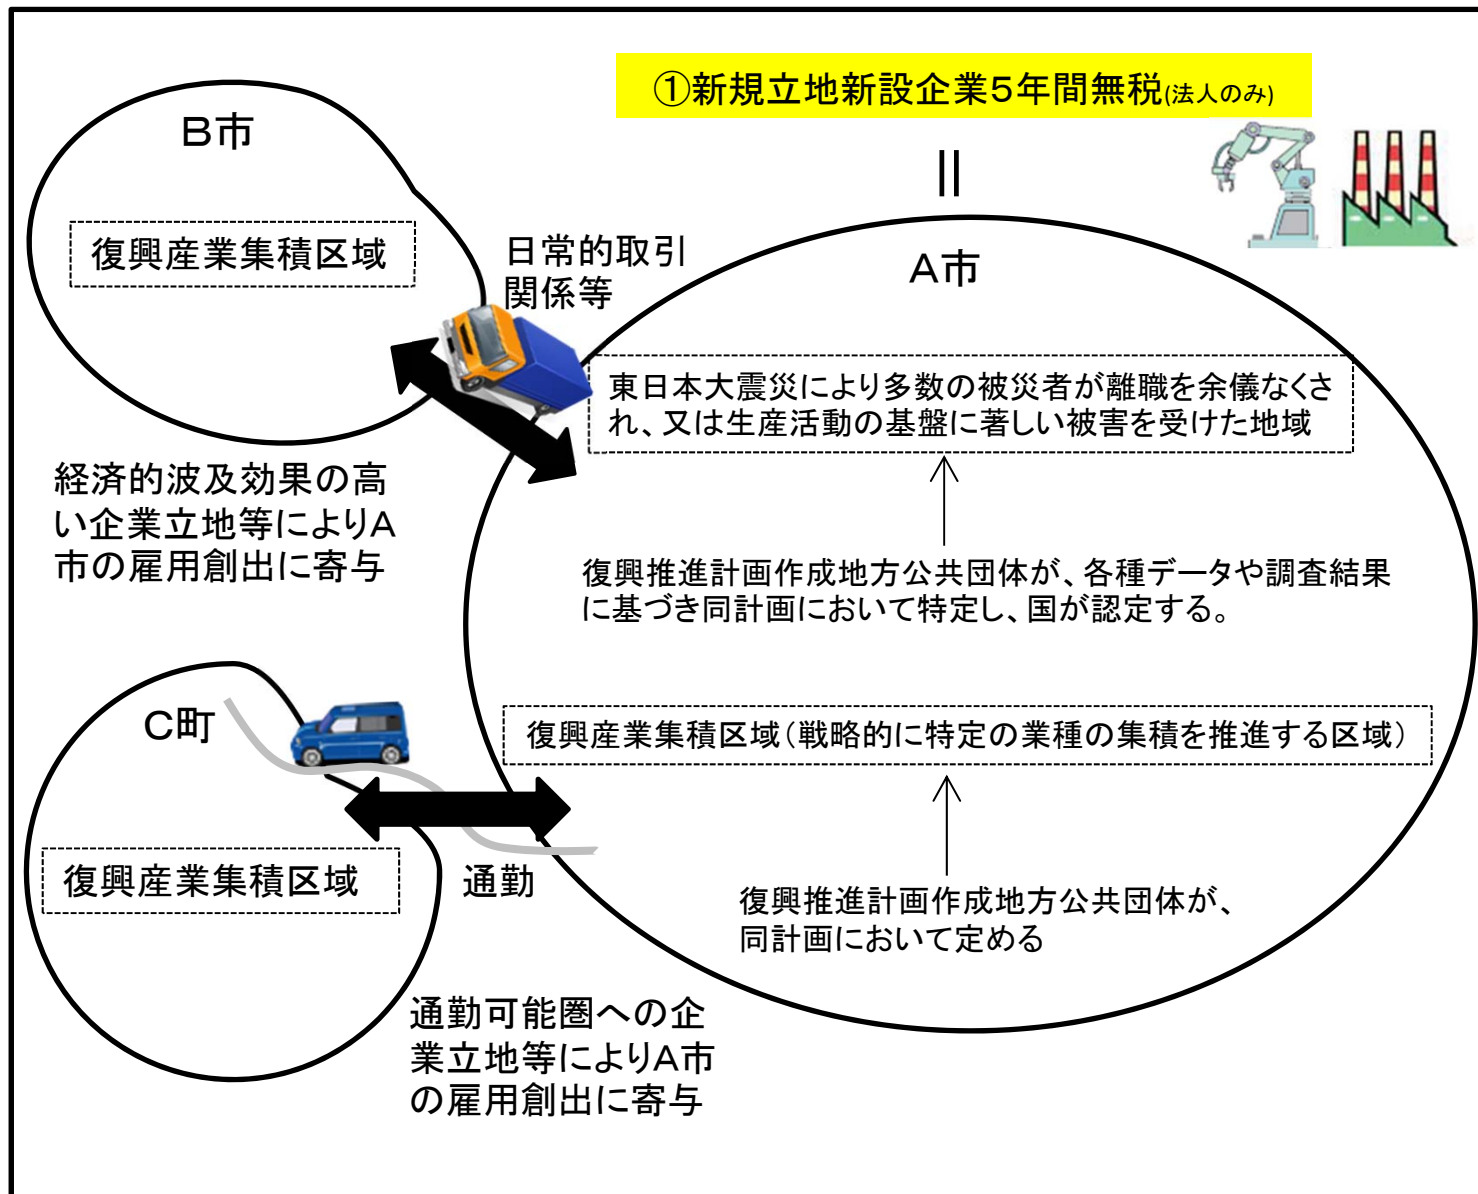 ①新規立地新設企業5年間無税(法人のみ)
B市
復興産業集積区域
日常的取引
関係等
A市
東日本大震災により多数の被災者が離職を余儀なくさ
れ、又は生産活動の基盤に著しい被害を受けた地域
経済的波及効果の高
い企業立地等によりA
市の雇用創出に寄与
復興推進計画作成地方公共団体が、各種データや調査結果
に基づき同計画において特定し、国が認定する。
C町
復興産業集積区域(戦略的に特定の業種の集積を推進する区域)
復興産業集積区域
通勤
復興推進計画作成地方公共団体が、
同計画において定める
通勤可能圏への企
業立地等によりA市
の雇用創出に寄与